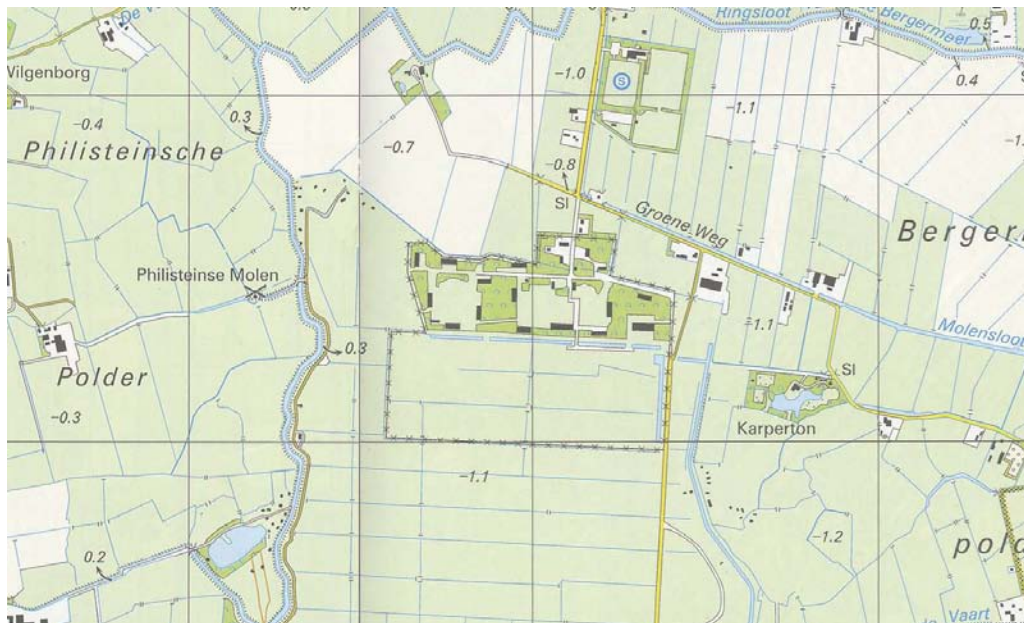 De
Ringsloot
Bergermeer
0.5
0.4
Wilgenborg
-1.0
S
-0.4
0.3
-1.1
Philisteinsche
-0.7
-0.8
Sl
Groene Weg
Berger
Philisteinse Molen
-1.1
Molensloot
0.3
Polder
Sl
-0.3
Karperton
-1.1
-1.2
0.2
pol
Vaart